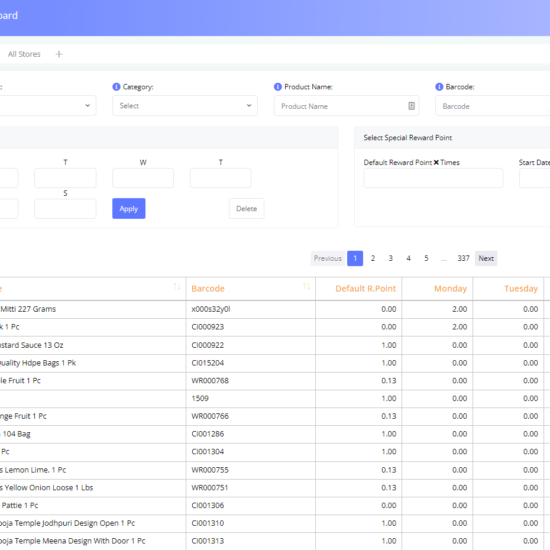 oard
All Stores +
: Category: Product Name: Barcode:
Select Product Name Barcode
Select Special Reward Point
T W T Default Reward Point ✖ Times Start Date
S
Apply Delete
Previous 1 2 3 4 5 ... 337 Next
e Barcode Default R.Point Monday Tuesday
Mitti 227 Grams x000s32y0l 0.00 2.00 0.00
k 1 Pc CI000923 0.00 2.00 0.00
ustard Sauce 13 Oz CI000922 1.00 0.00 0.00
Quality Hdpe Bags 1 Pk CI015204 1.00 0.00 0.00
le Fruit 1 Pc WR000768 0.13 0.00 0.00
1509 1.00 0.00 0.00
nge Fruit 1 Pc WR000766 0.13 0.00 0.00
104 Bag CI001286 1.00 0.00 0.00
Pc CI001304 1.00 0.00 0.00
s Lemon Lime. 1 Pc WR000755 0.13 0.00 0.00
s Yellow Onion Loose 1 Lbs WR000751 0.13 0.00 0.00
Pattie 1 Pc CI001306 0.00 0.00 0.00
ooja Temple Jodhpuri Design Open 1 Pc CI001310 1.00 0.00 0.00
ooja Temple Meena Design With Door 1 Pc CI001313 1.00 0.00 0.00